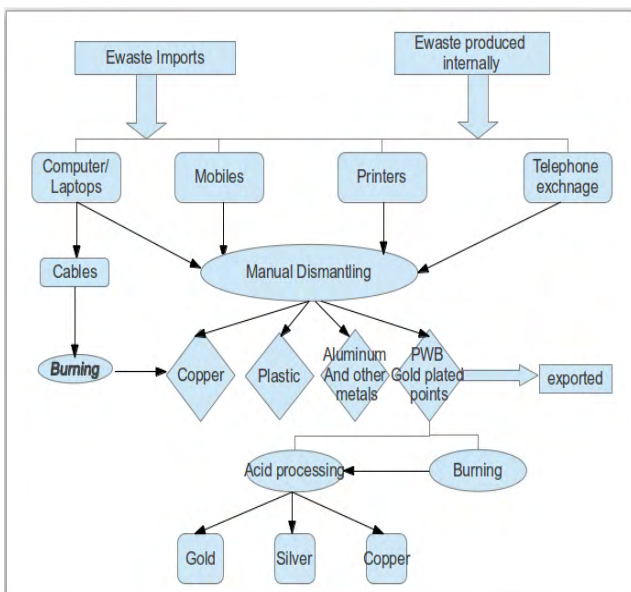 Ewaste Imports
Ewaste produced
internally
Computer/
Laptops
Mobiles
Printers
Telephone
exchnage
Cables
Manual Dismantling
Burning
Copper
Plastic
Aluminum
And other
metals
PWB
Gold plated
points
exported
Acid processing
Burning
Gold
Silver
Copper